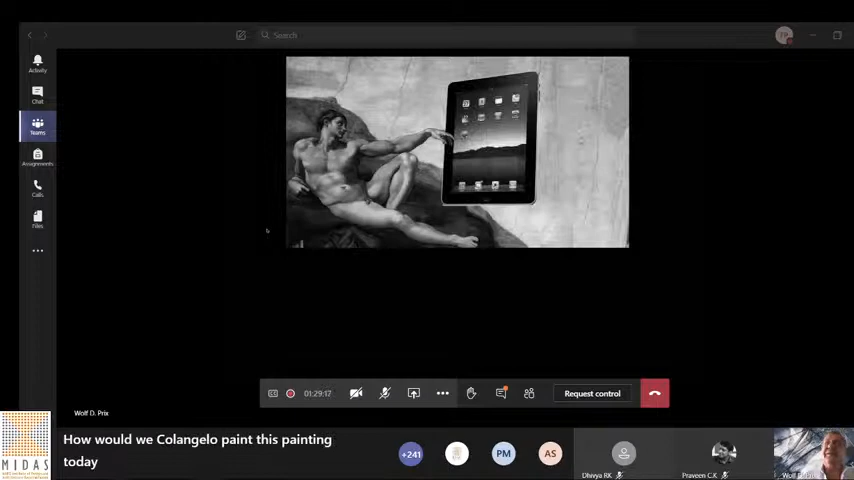 Search
TP
Activity
Chat
Teams
Assignments
Calls
Files
01:29:17
Request control
Wolf D. Prix
How would we Colangelo paint this painting
today
+241
PM
AS
Dhivya RK
Praveen C.K
MIDAS